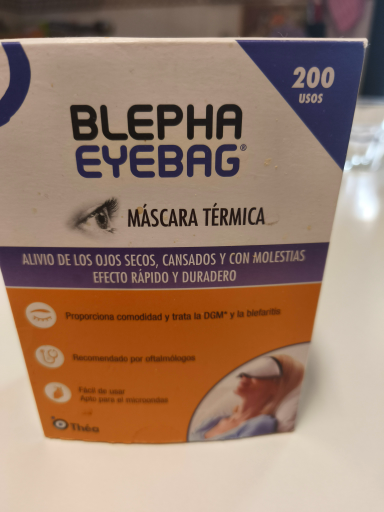 200
USOS
BLEPHA
EYEBAG®
MÁSCARA TÉRMICA
ALIVIO DE LOS OJOS SECOS, CANSADOS Y CON MOLESTIAS
EFECTO RÁPIDO Y DURADERO
Proporciona comodidad y trata la DGM* y la blefaritis
Recomendado por oftalmólogos
Fácil de usar
Apto para el microondas
Théa